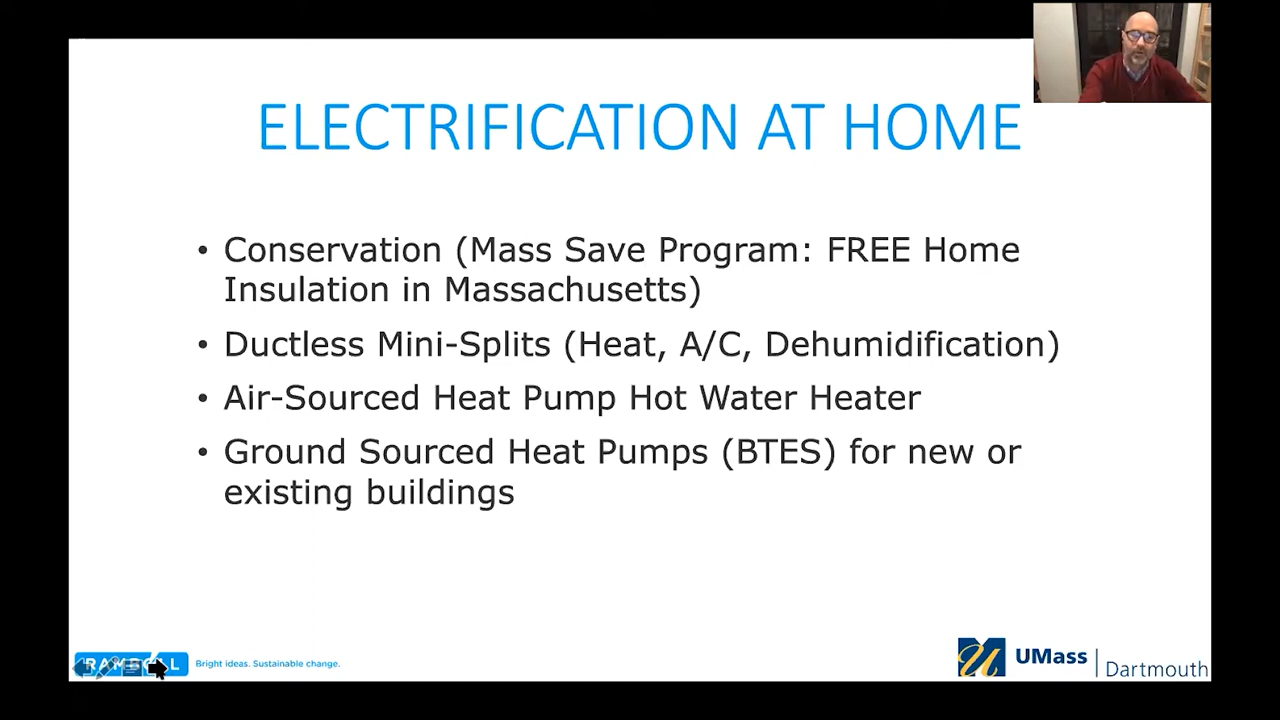 ELECTRIFICATION AT HOME
• Conservation (Mass Save Program: FREE Home
Insulation in Massachusetts)
• Ductless Mini-Splits (Heat, A/C, Dehumidification)
• Air-Sourced Heat Pump Hot Water Heater
• Ground Sourced Heat Pumps (BTES) for new or
existing buildings
RAMBOLL Bright ideas. Sustainable change.
UMass | Dartmouth